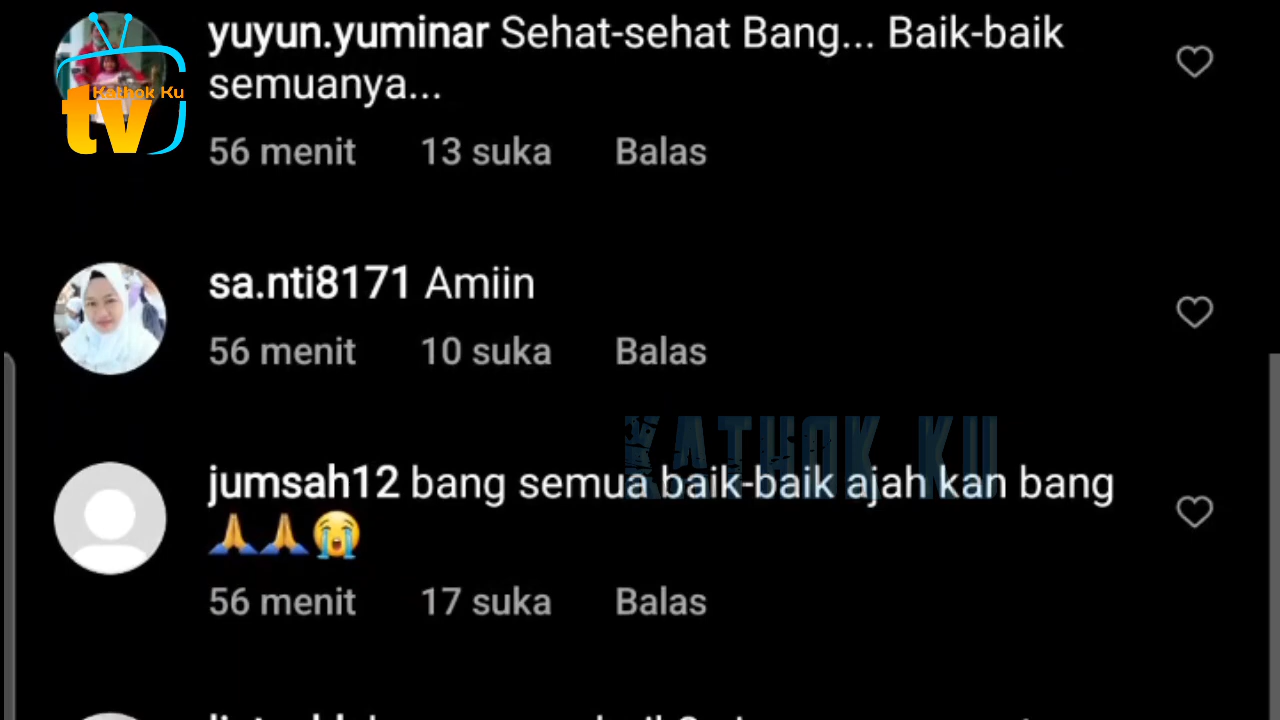 yuyun.yuminar Sehat-sehat Bang... Baik-baik
semuanya...
56 menit 13 suka Balas
Kathok Ku
tv
sa.nti8171 Amiin
56 menit 10 suka Balas
KATHOK KU
jumsah12 bang semua baik-baik ajah kan bang
🙏🙏😭
56 menit 17 suka Balas